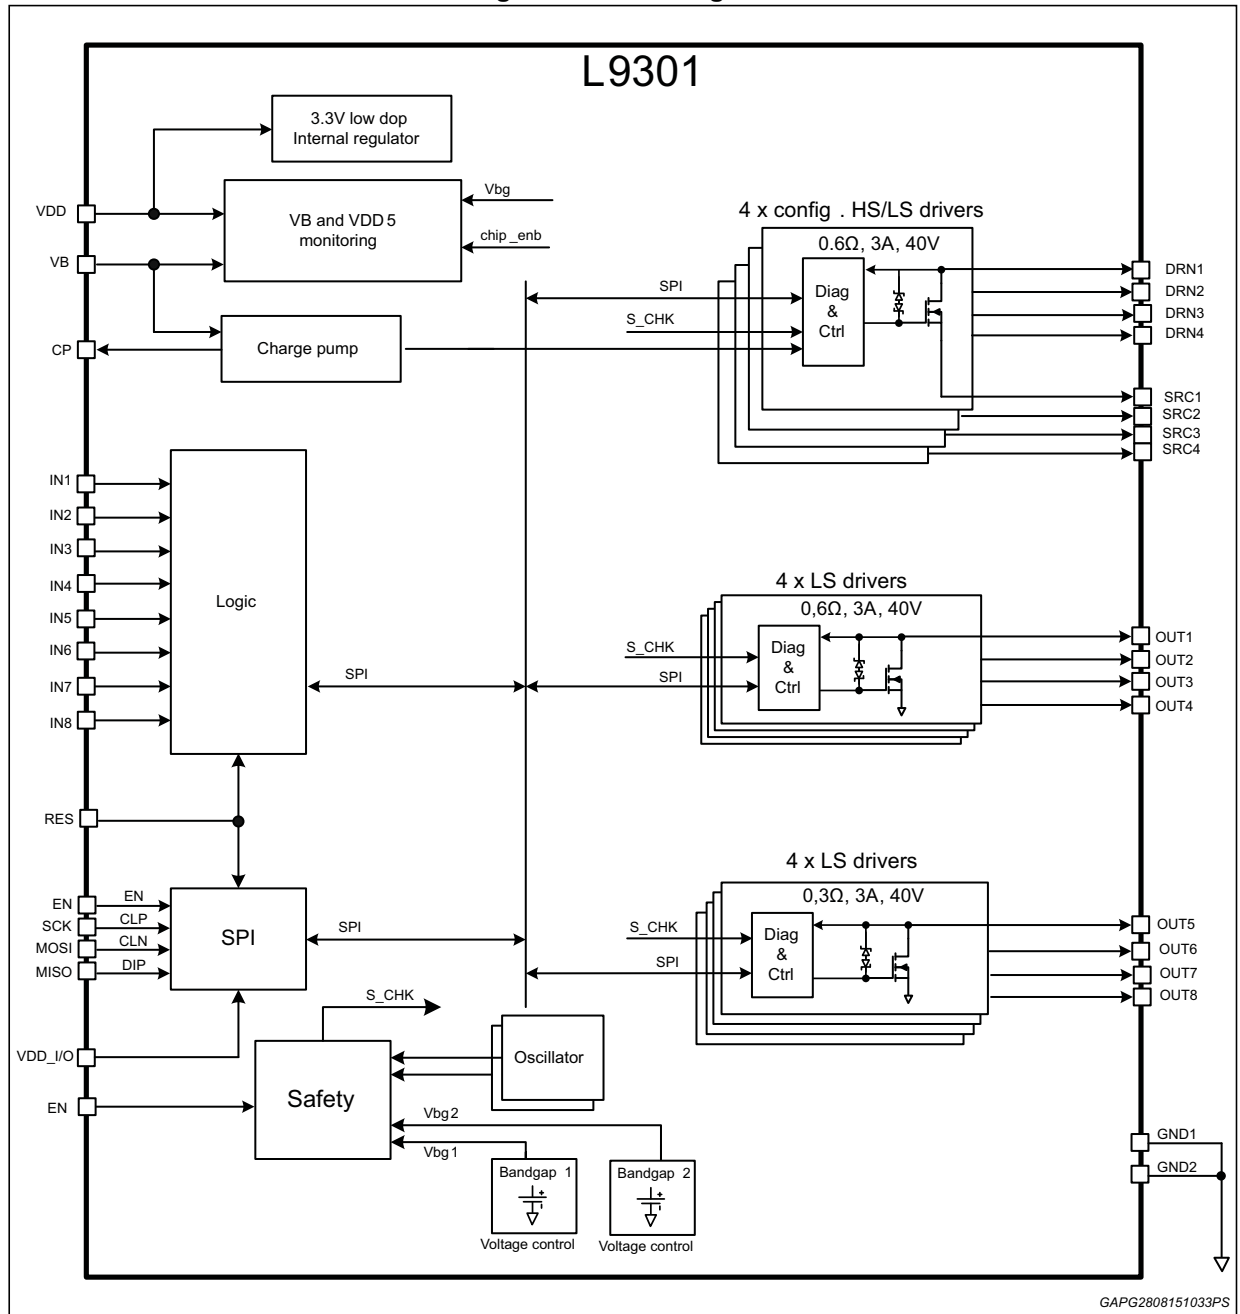 L9301
3.3V low dop
Internal regulator
VDD
VB
CP
VB and VDD 5
monitoring
Vbg
chip _enb
Charge pump
4 x config . HS/LS drivers
0.6Ω, 3A, 40V
SPI
S_CHK
Diag
&
Ctrl
DRN1
DRN2
DRN3
DRN4
SRC1
SRC2
SRC3
SRC4
IN1
IN2
IN3
IN4
IN5
IN6
IN7
IN8
Logic
SPI
4 x LS drivers
0,6Ω, 3A, 40V
S_CHK
SPI
Diag
&
Ctrl
OUT1
OUT2
OUT3
OUT4
RES
EN
SCK
MOSI
MISO
EN
CLP
CLN
DIP
SPI
SPI
4 x LS drivers
0,3Ω, 3A, 40V
S_CHK
SPI
Diag
&
Ctrl
OUT5
OUT6
OUT7
OUT8
VDD_I/O
EN
S_CHK
Safety
Oscillator
Vbg 2
Vbg 1
Bandgap 1
+
-
Voltage control
Bandgap 2
+
-
Voltage control
GND1
GND2
GAPG2808151033PS